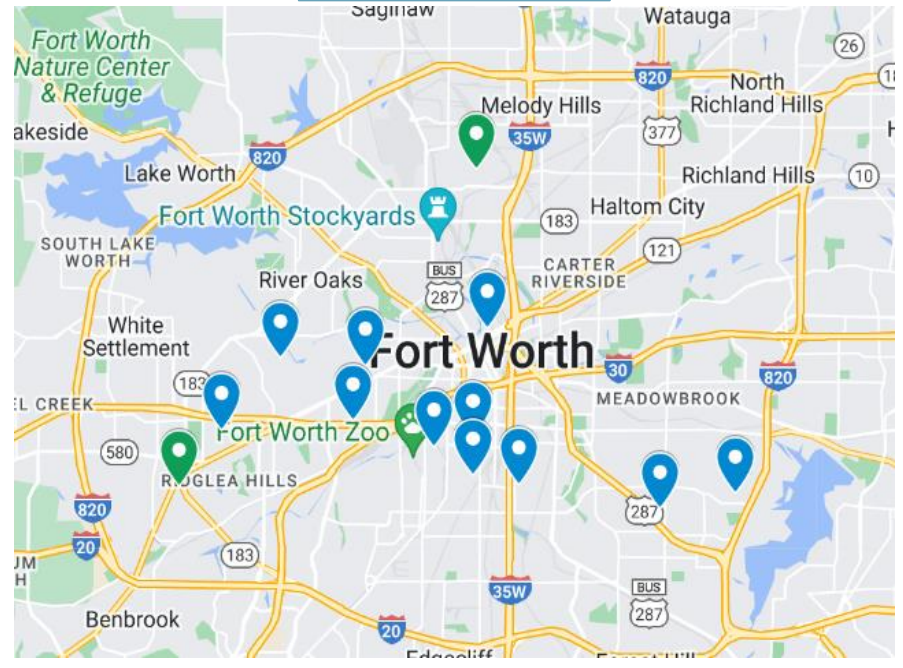 Saginaw
Watauga
Fort Worth
Nature Center
& Refuge
26
820
North
Richland Hills
Melody Hills
377
35W
akeside
820
Lake Worth
Richland Hills
10
Fort Worth Stockyards
183
Haltom City
SOUTH LAKE
WORTH
121
BUS
287
CARTER
RIVERSIDE
River Oaks
White
Settlement
Fort Worth
30
820
183
MEADOWBROOK
EL CREEK
Fort Worth Zoo
580
RIDGLEA HILLS
820
287
20
183
35W
BUS
287
Benbrook
20